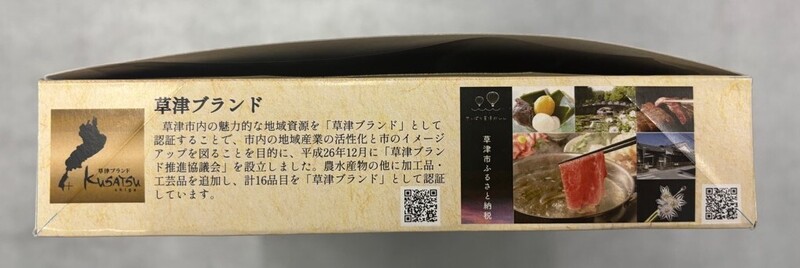 草津ブランド
KUSATSU
shiga
草津ブランド
草津市内の魅力的な地域資源を「草津ブランド」として
認証することで、市内の地域産業の活性化と市のイメージ
アップを図ることを目的に、平成26年12月に「草津ブラン
ド推進協議会」を設立しました。農水産物の他に加工品・
工芸品を追加し、計16品目を「草津ブランド」として認証
しています。
草津市ふるさと納税